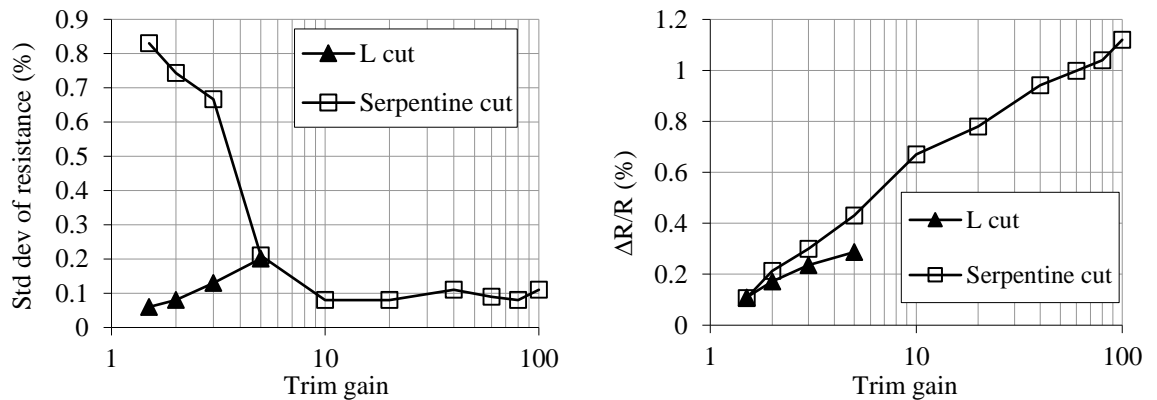 Std dev of resistance (%)
0.9
0.8
0.7
0.6
0.5
0.4
0.3
0.2
0.1
0
L cut
Serpentine cut
1
10
100
Trim gain
ΔR/R (%)
1.2
1
0.8
0.6
0.4
0.2
0
L cut
Serpentine cut
1
10
100
Trim gain